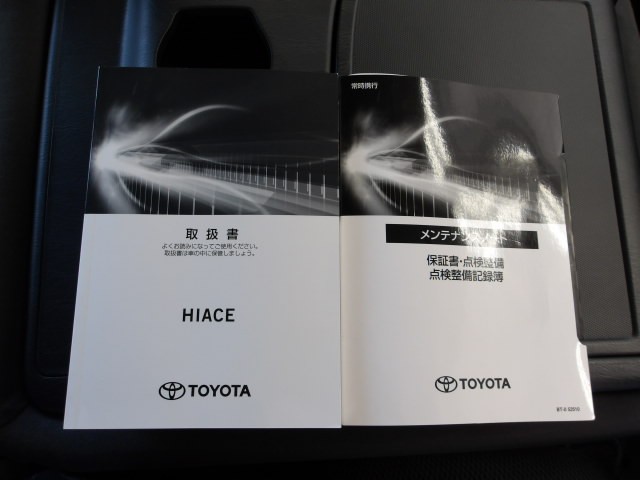 取扱書
よくお読みになってご使用ください。
取扱書は車の中に保管しましょう。
HIACE
TOYOTA
常時携行
保証書・点検整備
点検整備記録簿
TOYOTA